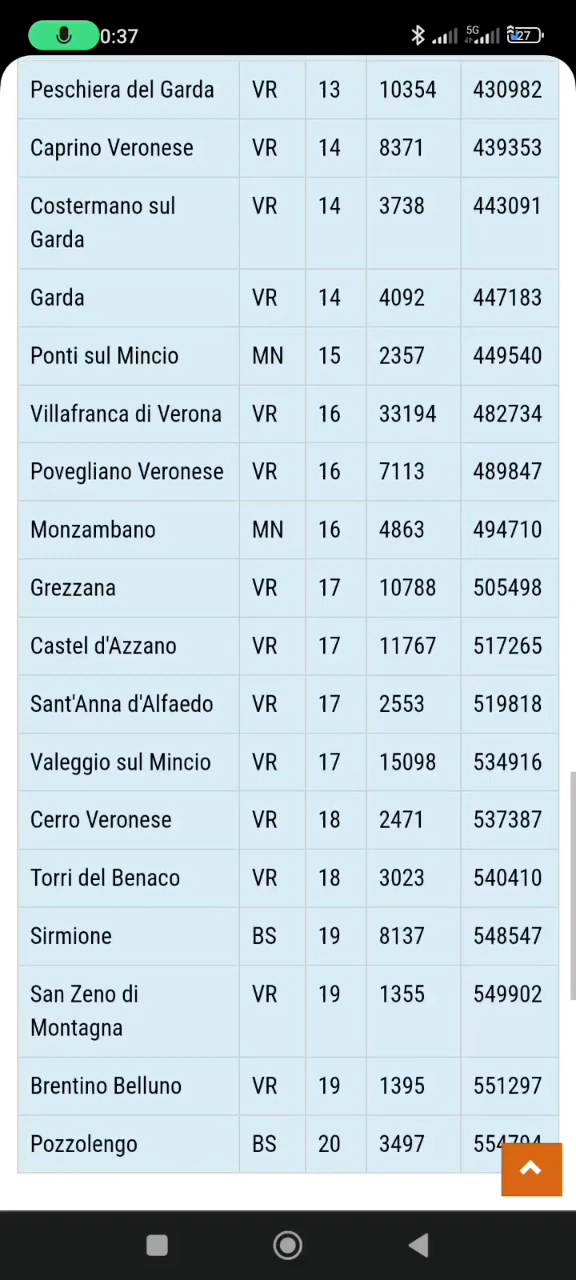 0:37 5G 27
Peschiera del Garda VR 13 10354 430982
Caprino Veronese VR 14 8371 439353
Costermano sul VR 14 3738 443091
Garda
Garda VR 14 4092 447183
Ponti sul Mincio MN 15 2357 449540
Villafranca di Verona VR 16 33194 482734
Povegliano Veronese VR 16 7113 489847
Monzambano MN 16 4863 494710
Grezzana VR 17 10788 505498
Castel d'Azzano VR 17 11767 517265
Sant'Anna d'Alfaedo VR 17 2553 519818
Valeggio sul Mincio VR 17 15098 534916
Cerro Veronese VR 18 2471 537387
Torri del Benaco VR 18 3023 540410
Sirmione BS 19 8137 548547
San Zeno di VR 19 1355 549902
Montagna
Brentino Belluno VR 19 1395 551297
Pozzolengo BS 20 3497 554794